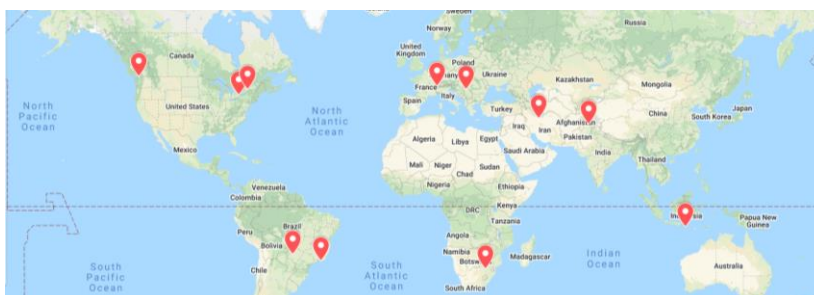 Sweden
Norway
Russia
United
Kingdom
Canada
Poland
Ukraine
Kazakhstan
Mongolia
France
Italy
Spain
Turkey
North
Pacific
Ocean
United States
North
Atlantic
Ocean
Iraq
Iran
Afghanistan
Pakistan
China
South Korea
Japan
Algeria
Libya
Egypt
Saudi Arabia
India
Mexico
Mali
Niger
Chad
Sudan
Thailand
Nigeria
Ethiopia
Venezuela
Colombia
Kenya
DRC
Tanzania
Papua New
Guinea
Peru
Brazil
Bolivia
Angola
Namibia
Madagascar
Indian
Ocean
Australia
South
Pacific
Ocean
Chile
South
Atlantic
Ocean
South Africa